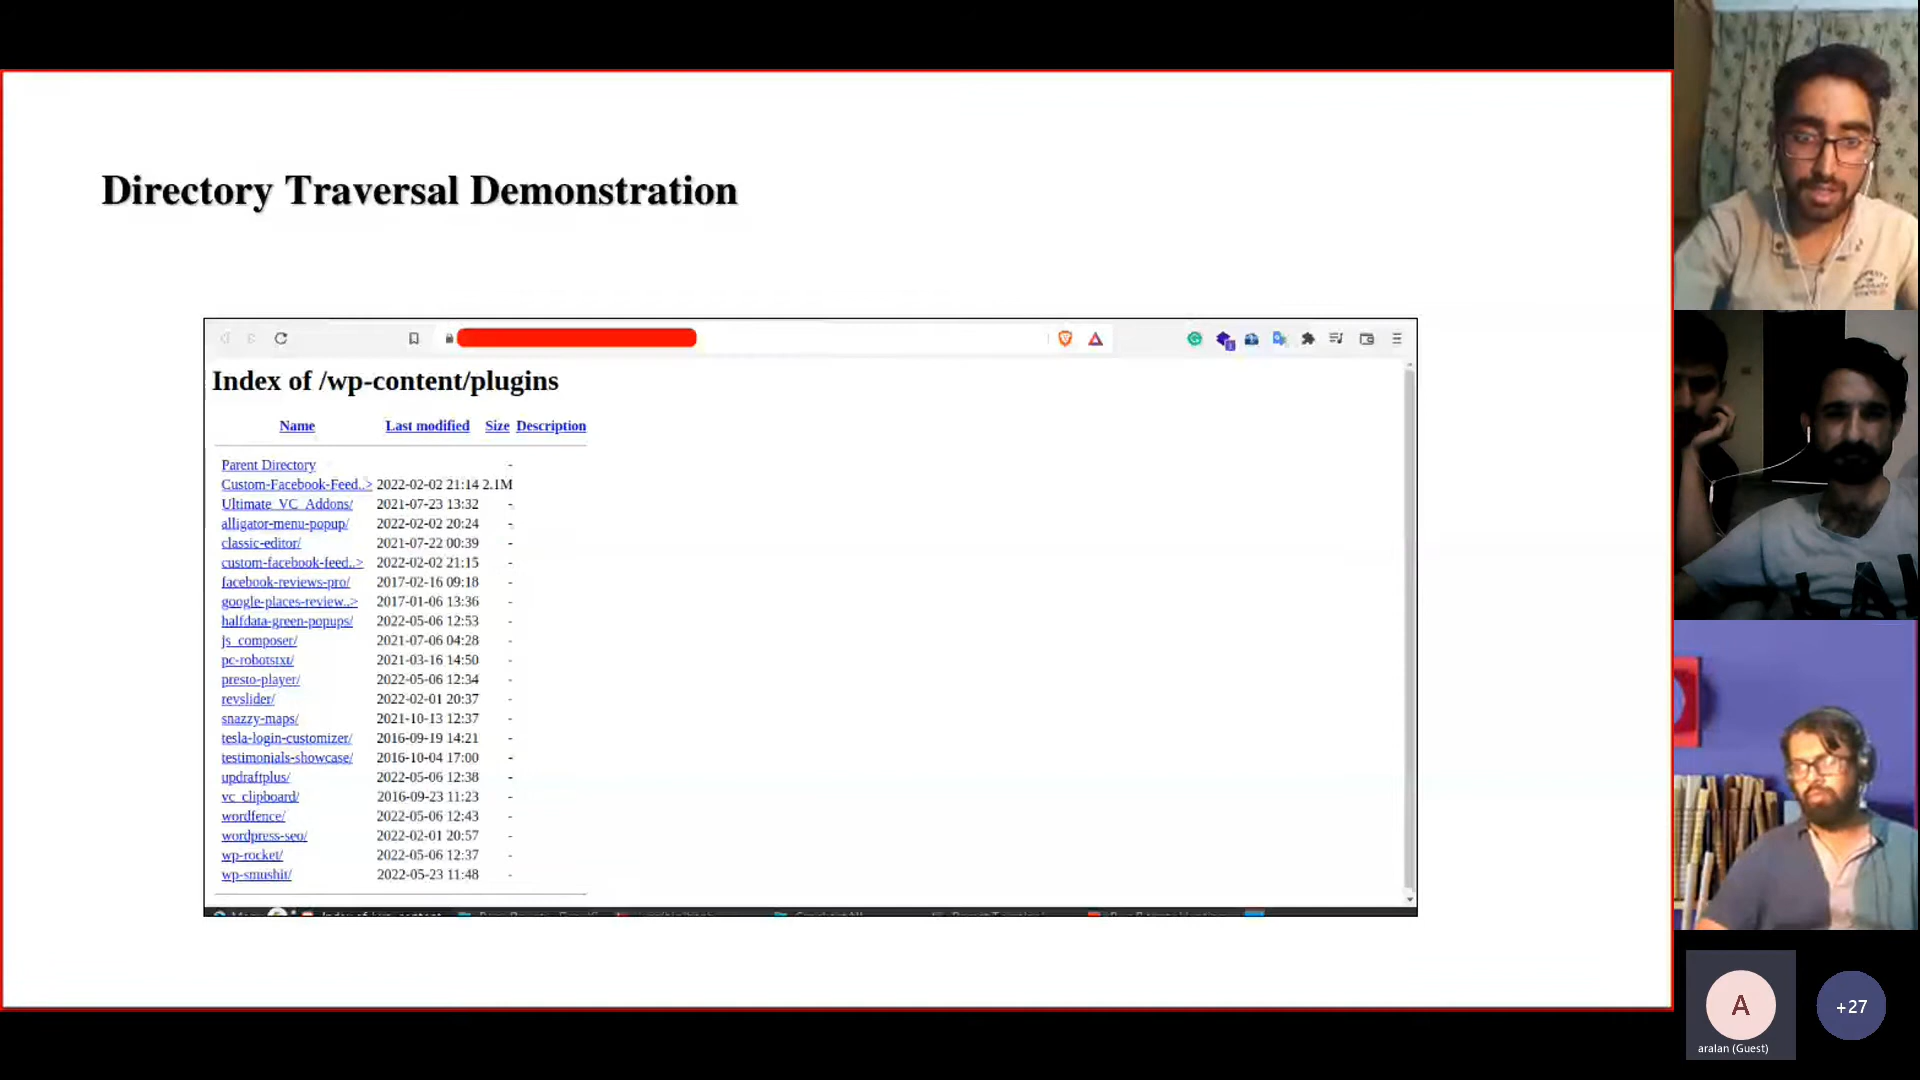 Directory Traversal Demonstration
Index of /wp-content/plugins
Name Last modified Size Description
Parent Directory -
Custom-Facebook-Feed..> 2022-02-02 21:14 2.1M
Ultimate_VC_Addons/ 2021-07-23 13:32 -
alligator-menu-popup/ 2022-02-02 20:24 -
classic-editor/ 2021-07-22 00:39 -
custom-facebook-feed..> 2022-02-02 21:15 -
facebook-reviews-pro/ 2017-02-16 09:18 -
google-places-review..> 2017-01-06 13:36 -
halfdata-green-popups/ 2022-05-06 12:53 -
js_composer/ 2021-07-06 04:28 -
pc-robotstxt/ 2021-03-16 14:50 -
presto-player/ 2022-05-06 12:34 -
revslider/ 2022-02-01 20:37 -
snazzy-maps/ 2021-10-13 12:37 -
tesla-login-customizer/ 2016-09-19 14:21 -
testimonials-showcase/ 2016-10-04 17:00 -
updraftplus/ 2022-05-06 12:38 -
vc_clipboard/ 2016-09-23 11:23 -
wordfence/ 2022-05-06 12:43 -
wordpress-seo/ 2022-02-01 20:57 -
wp-rocket/ 2022-05-06 12:37 -
wp-smushit/ 2022-05-23 11:48 -
PROPERTY
A
+27
aralan (Guest)